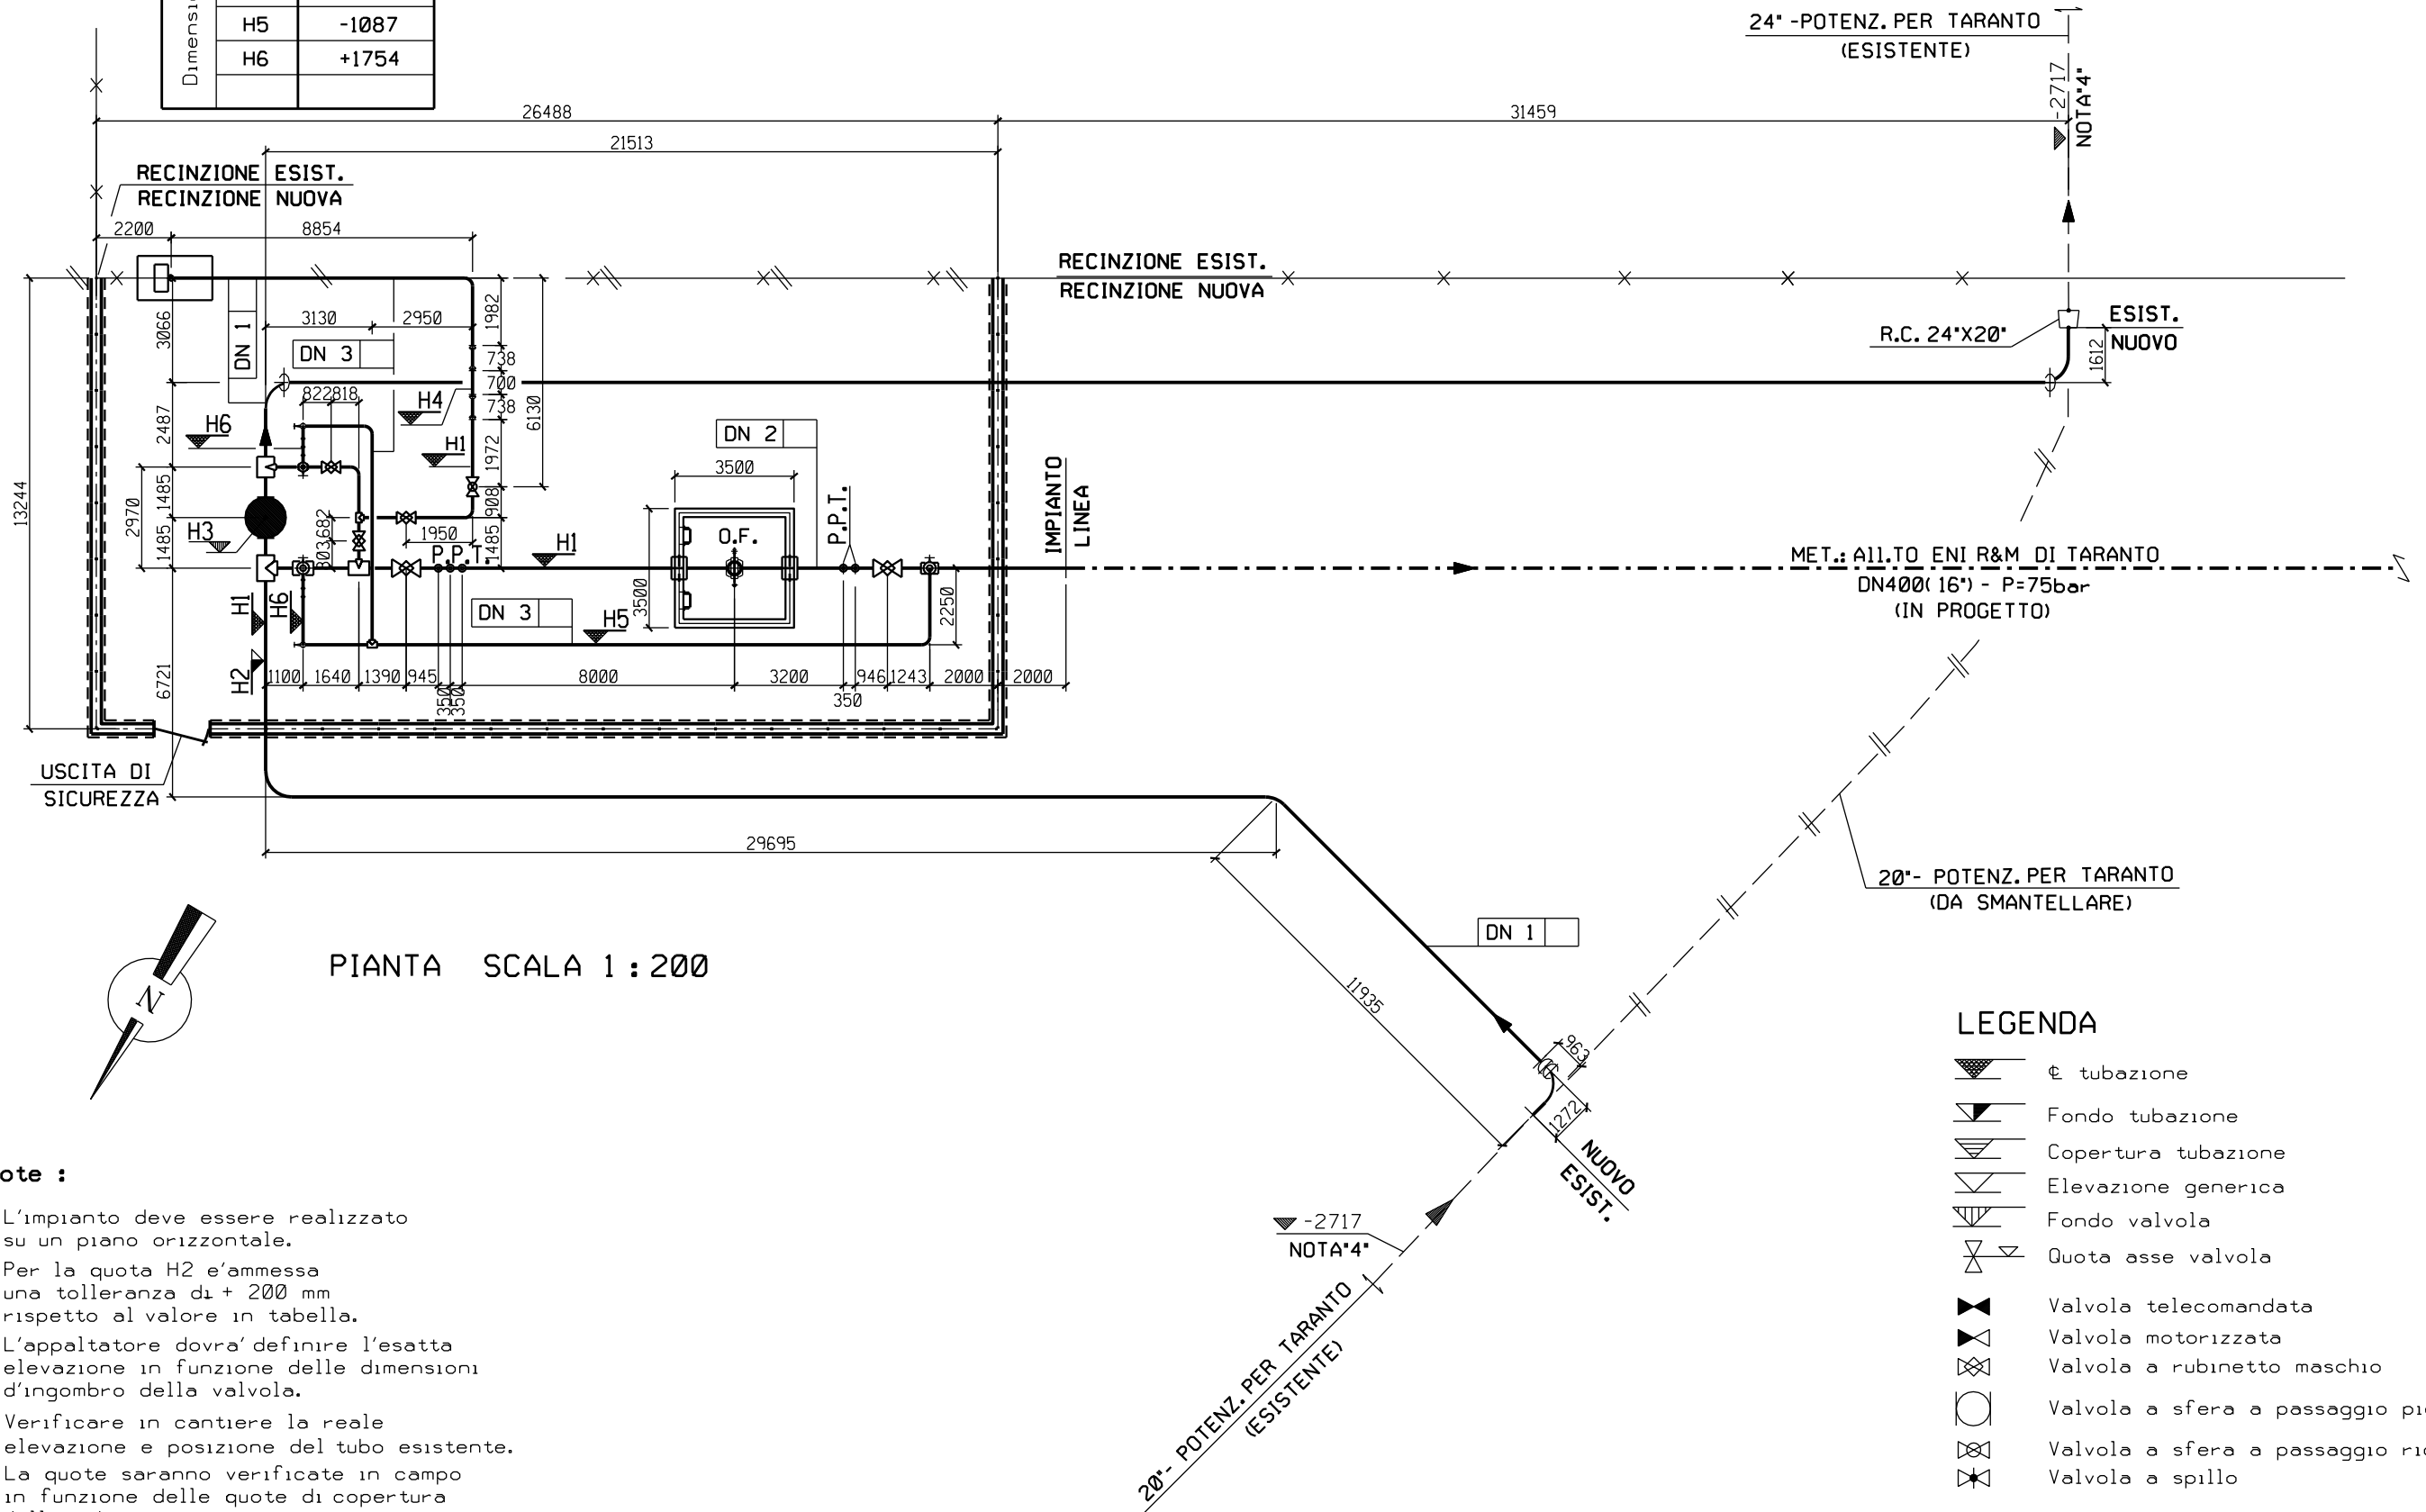 Dimensi
H5 -1087
H6 +1754
24" -POTENZ. PER TARANTO
(ESISTENTE)
-2717
NOTA"4"
26488
31459
21513
RECINZIONE ESIST.
RECINZIONE NUOVA
2200
8854
RECINZIONE ESIST.
RECINZIONE NUOVA
3066
DN 1
3130
2950
1982
DN 3
738
700
738
822
818
H4
6130
H6
2487
H1
1972
DN 2
3500
R.C. 24"X20"
ESIST.
NUOVO
1612
13244
2970
1485
1485
H3
682
303
908
1485
1950
P.P.T.
H1
O.F.
P.P.T.
3500
IMPIANTO
LINEA
MET.: All.TO ENI R&M DI TARANTO
DN400(16") - P=75bar
(IN PROGETTO)
H1
H6
DN 3
H5
2250
H2
6721
1100
1640
1390
945
350
350
8000
3200
350
946
1243
2000
2000
USCITA DI
SICUREZZA
29695
20"- POTENZ. PER TARANTO
(DA SMANTELLARE)
DN 1
11935
963
1272
NUOVO
ESIST.
N
PIANTA SCALA 1 : 200
-2717
NOTA"4"
20"- POTENZ. PER TARANTO
(ESISTENTE)
ote :
L'impianto deve essere realizzato
su un piano orizzontale.
Per la quota H2 e'ammessa
una tolleranza di + 200 mm
rispetto al valore in tabella.
L'appaltatore dovra' definire l'esatta
elevazione in funzione delle dimensioni
d'ingombro della valvola.
Verificare in cantiere la reale
elevazione e posizione del tubo esistente.
La quote saranno verificate in campo
in funzione delle quote di copertura
LEGENDA
℄ tubazione
Fondo tubazione
Copertura tubazione
Elevazione generica
Fondo valvola
Quota asse valvola
Valvola telecomandata
Valvola motorizzata
Valvola a rubinetto maschio
Valvola a sfera a passaggio pi
Valvola a sfera a passaggio ri
Valvola a spillo